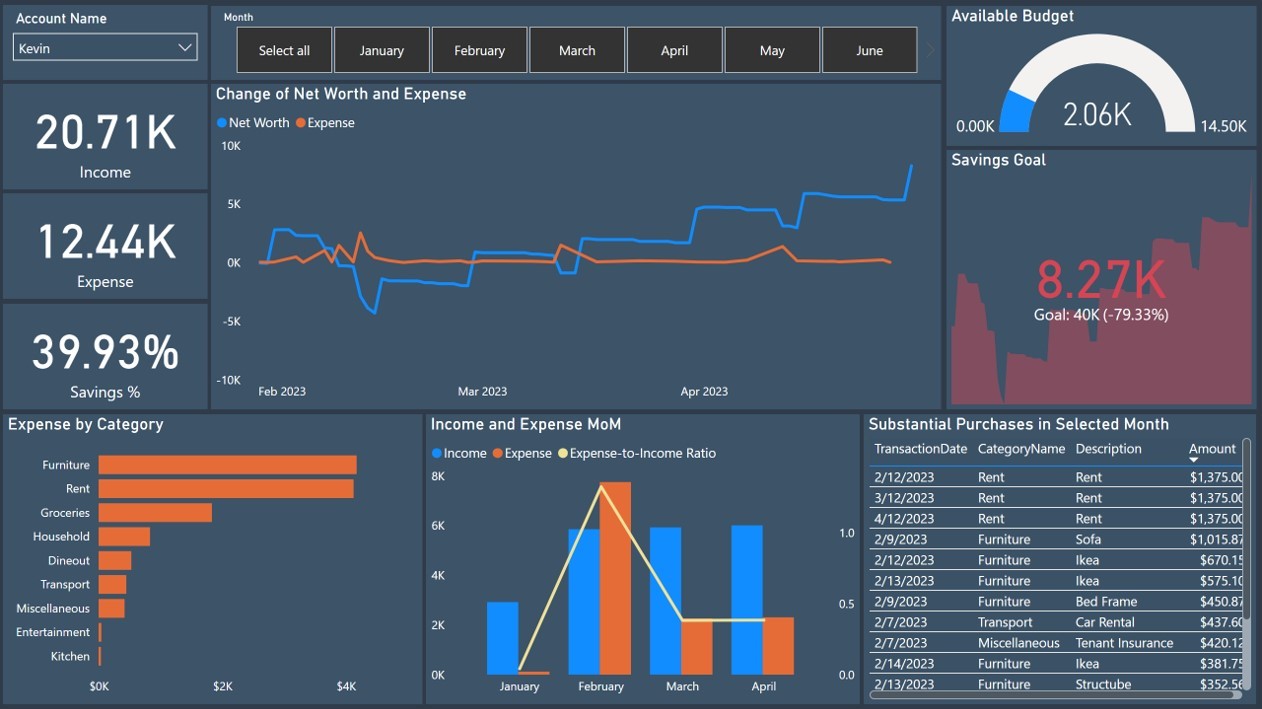 Account Name
Kevin
Month
Select all
January
February
March
April
May
June
Available Budget
2.06K
0.00K
14.50K
20.71K
Income
12.44K
Expense
39.93%
Savings %
Change of Net Worth and Expense
Net Worth Expense
10K
5K
0K
-5K
-10K
Feb 2023
Mar 2023
Apr 2023
Savings Goal
8.27K
Goal: 40K (-79.33%)
Expense by Category
Furniture
Rent
Groceries
Household
Dineout
Transport
Miscellaneous
Entertainment
Kitchen
$0K
$2K
$4K
Income and Expense MoM
Income Expense Expense-to-Income Ratio
8K
6K
4K
2K
0K
1.0
0.5
0.0
January
February
March
April
Substantial Purchases in Selected Month
TransactionDate CategoryName Description Amount
2/12/2023 Rent Rent $1,375.00
3/12/2023 Rent Rent $1,375.00
4/12/2023 Rent Rent $1,375.00
2/9/2023 Furniture Sofa $1,015.87
2/12/2023 Furniture Ikea $670.15
2/13/2023 Furniture Ikea $575.10
2/9/2023 Furniture Bed Frame $450.87
2/7/2023 Transport Car Rental $437.60
2/7/2023 Miscellaneous Tenant Insurance $420.12
2/14/2023 Furniture Ikea $381.75
2/13/2023 Furniture Structube $352.56